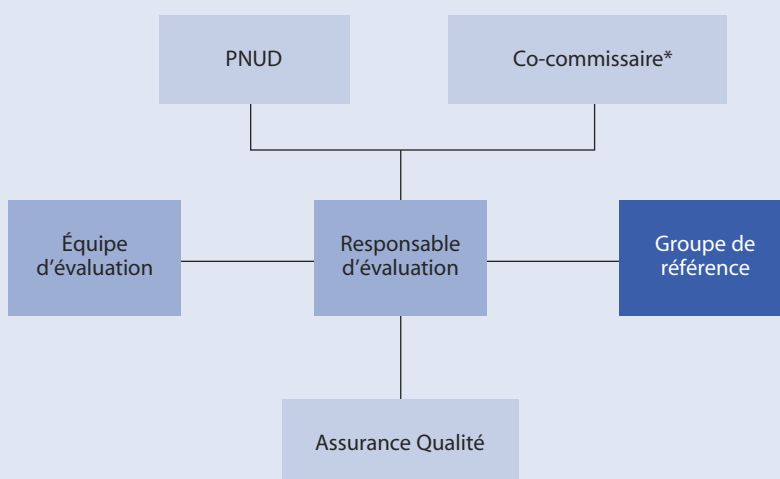 PNUD
Co-commissaire*
Équipe
d’évaluation
Responsable
d’évaluation
Groupe de
référence
Assurance Qualité